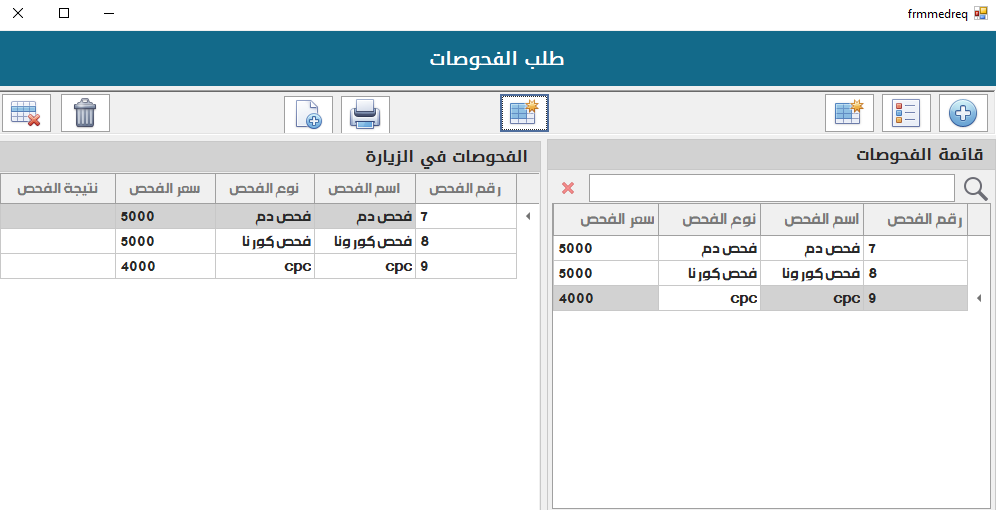 frmmedreq
طلب الفحوصات
قائمة الفحوصات
رقم الفحص اسم الفحص نوع الفحص سعر الفحص
7 فحص دم فحص دم 5000
8 فحص كورونا فحص كورنا 5000
9 cpc cpc 4000
الفحوصات في الزيارة
رقم الفحص اسم الفحص نوع الفحص سعر الفحص نتيجة الفحص
7 فحص دم فحص دم 5000
8 فحص كورونا فحص كورنا 5000
9 cpc cpc 4000